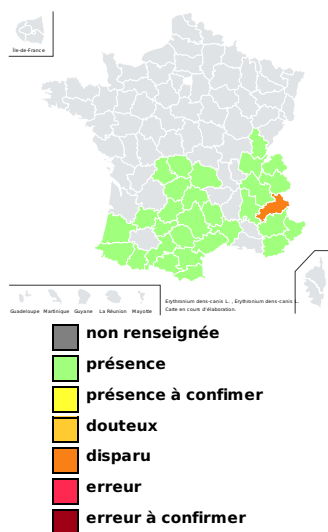 Île-de-France
Erythronium dens-canis L. , Erythronium dens-canis L.
Carte en cours d'élaboration.
Guadeloupe Martinique Guyane La Réunion Mayotte
non renseignée
présence
présence à confimer
douteux
disparu
erreur
erreur à confirmer